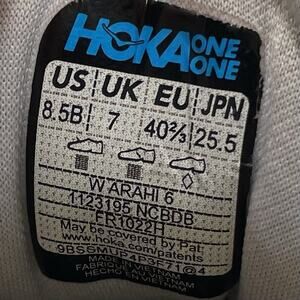 HOKA ONE ONE
US UK EU JPN
8.5B 7 40⅔ 25.5
W ARAHI 6
1123195 NCBDB
FR1022H
May be covered by Pat:
www.hoka.com/patents
MADE IN VIETNAM
FABRIQUÉ AU VIETNAM
HECHO EN VIETNAM